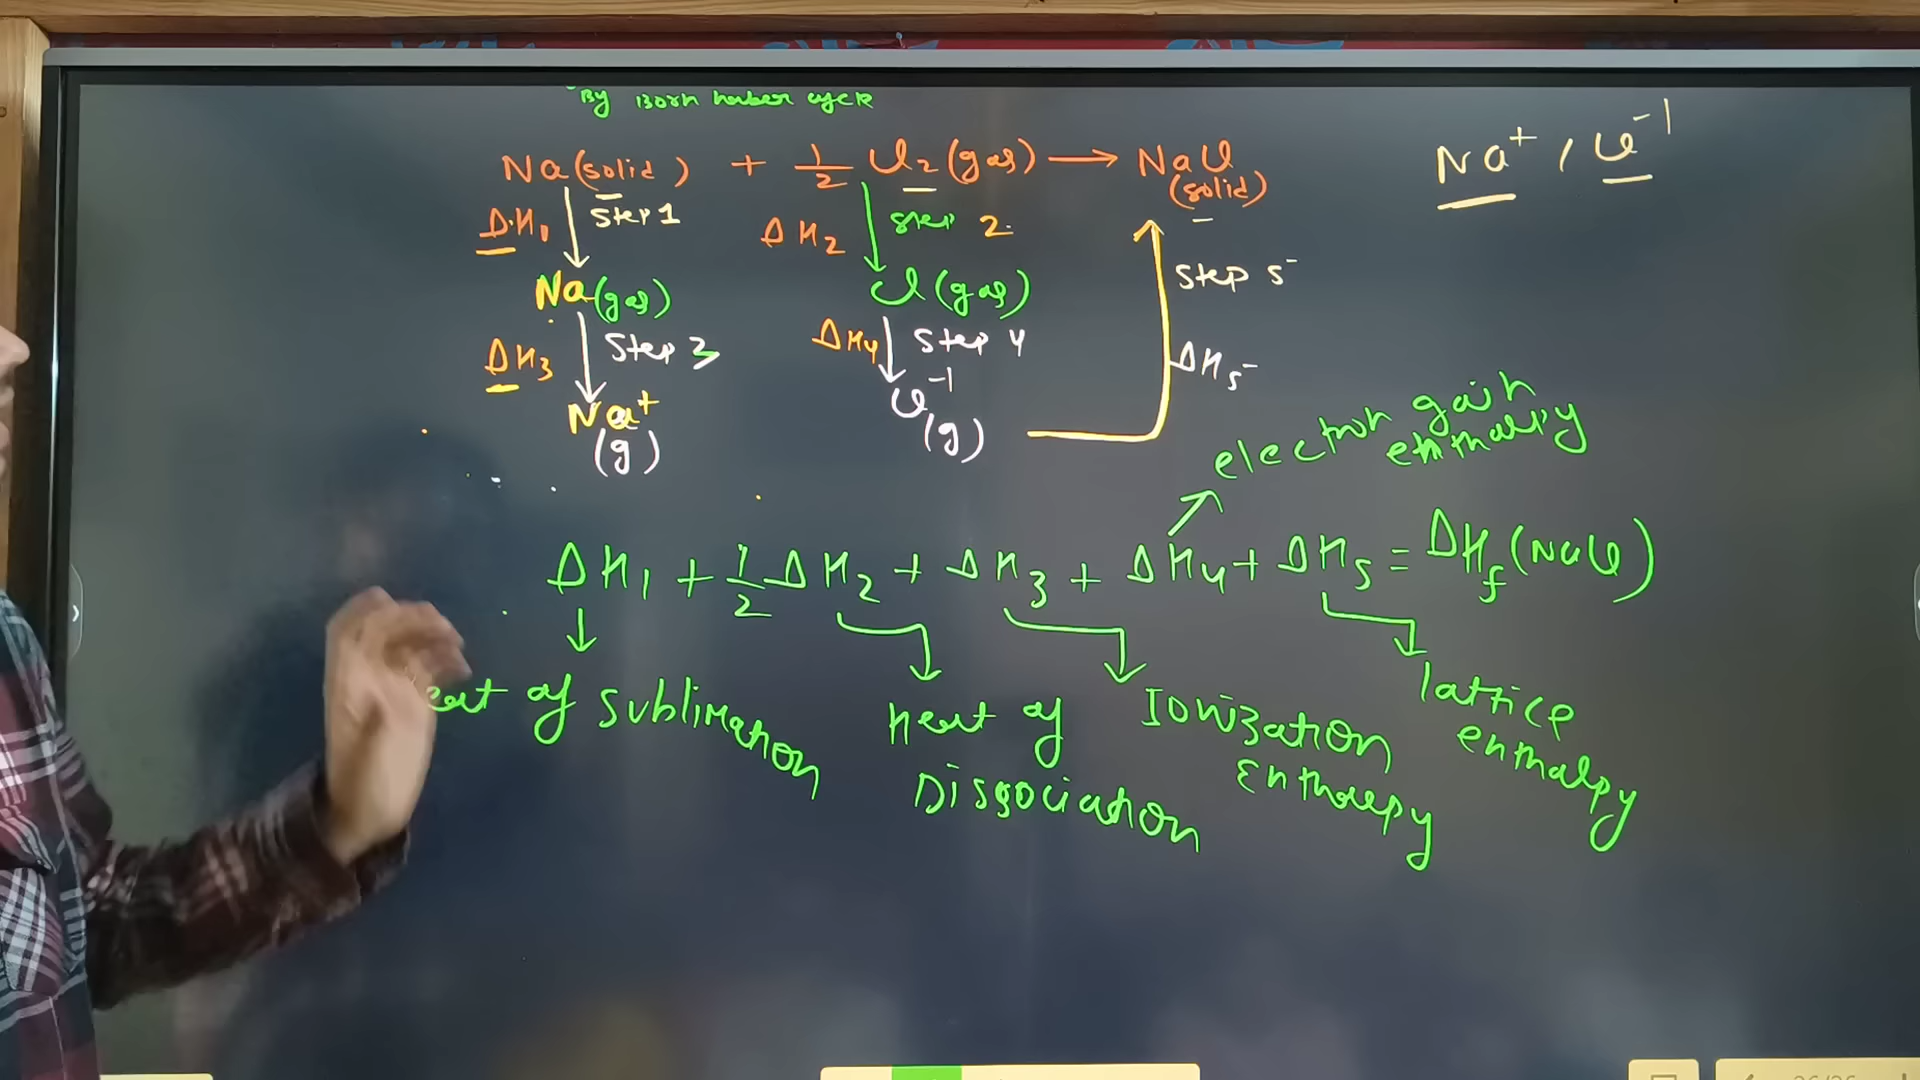 By Born haber cycle
Na(solid) + 1/2 Cl₂(gas) → NaCl (solid)
Na⁺ / Cl⁻¹
ΔH₁ Step 1
ΔH₂ Step 2
Na(gas)
Cl(gas)
Step 5
ΔH₃ Step 3
ΔH₄ Step 4
ΔH₅
Na⁺ (g)
Cl⁻¹ (g)
electron gain
enthalpy
ΔH₁ + 1/2 ΔH₂ + ΔH₃ + ΔH₄ + ΔH₅ = ΔHf (NaCl)
eat of Sublimation
Heat of
Dissociation
Ionization
Enthalpy
lattice
enthalpy